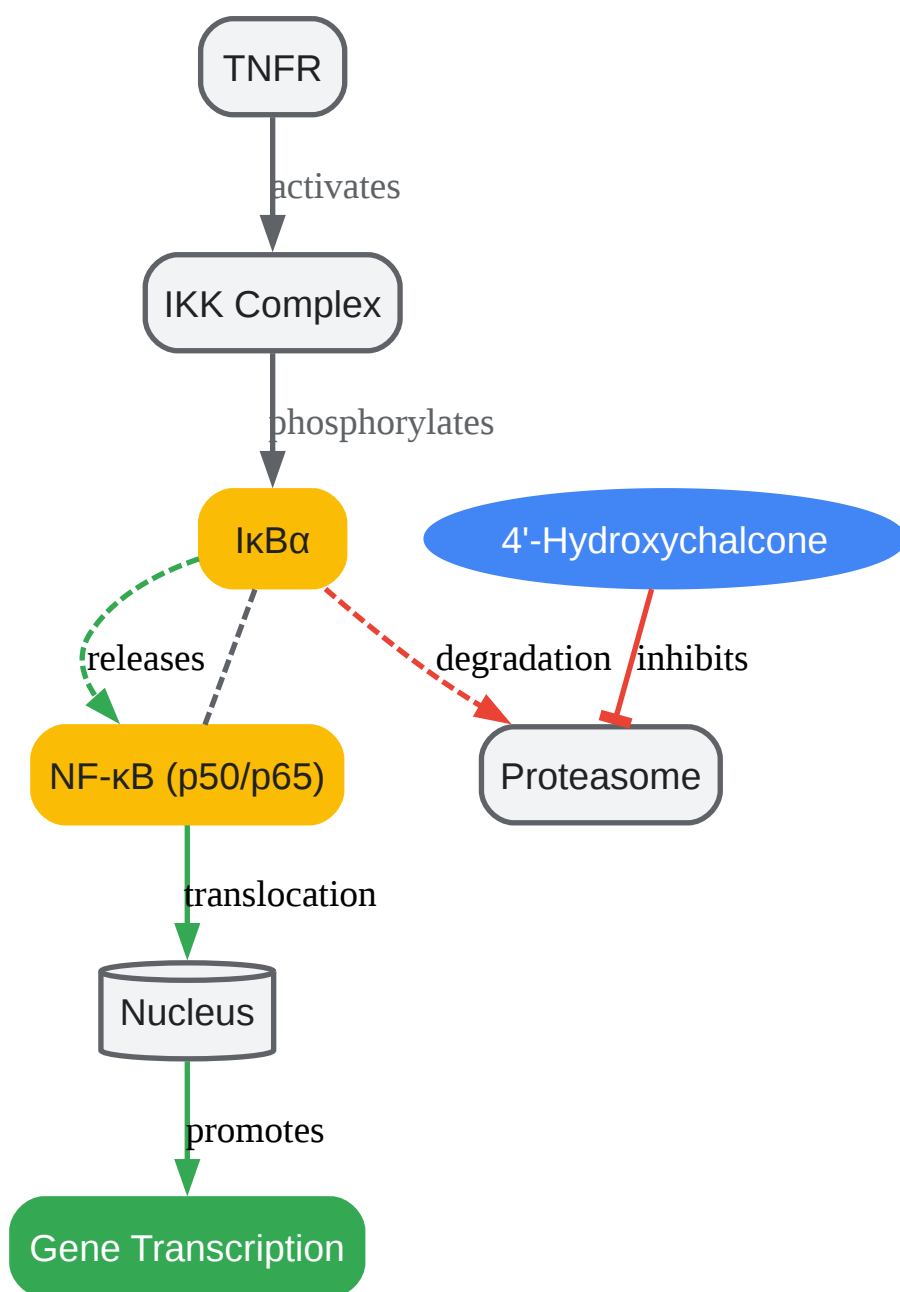 TNFR
activates
IKK Complex
phosphorylates
IκBα
4'-Hydroxychalcone
releases
degradation
inhibits
NF-κB (p50/p65)
Proteasome
translocation
Nucleus
promotes
Gene Transcription